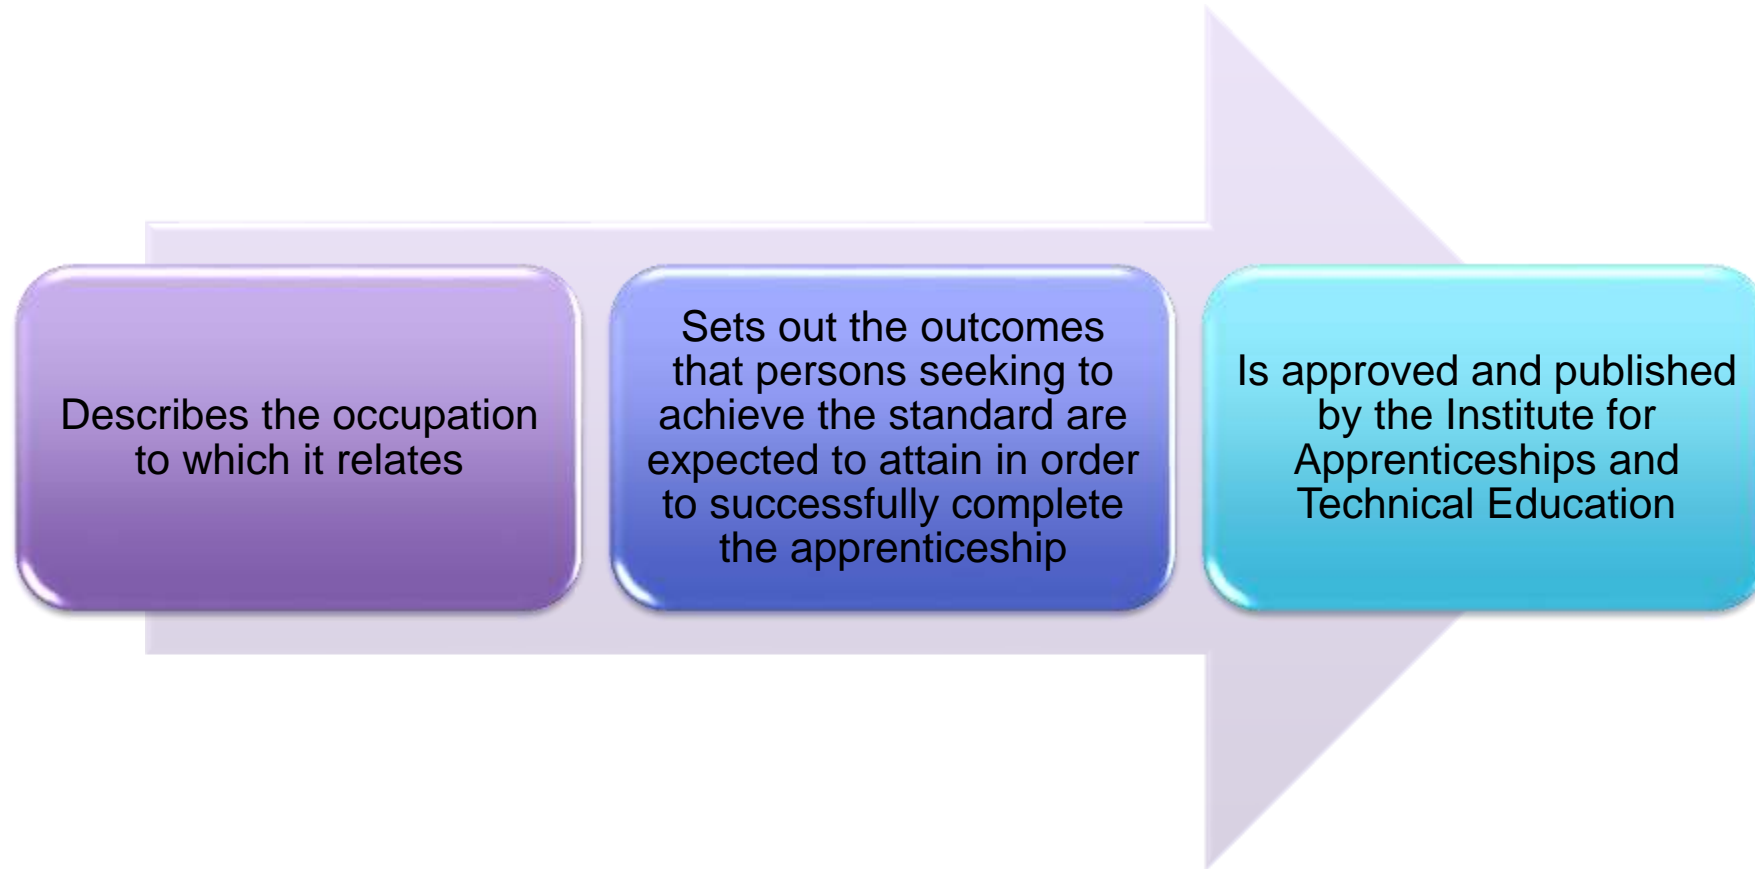 Describes the occupation
to which it relates
Sets out the outcomes
that persons seeking to
achieve the standard are
expected to attain in order
to successfully complete
the apprenticeship
Is approved and published
by the Institute for
Apprenticeships and
Technical Education